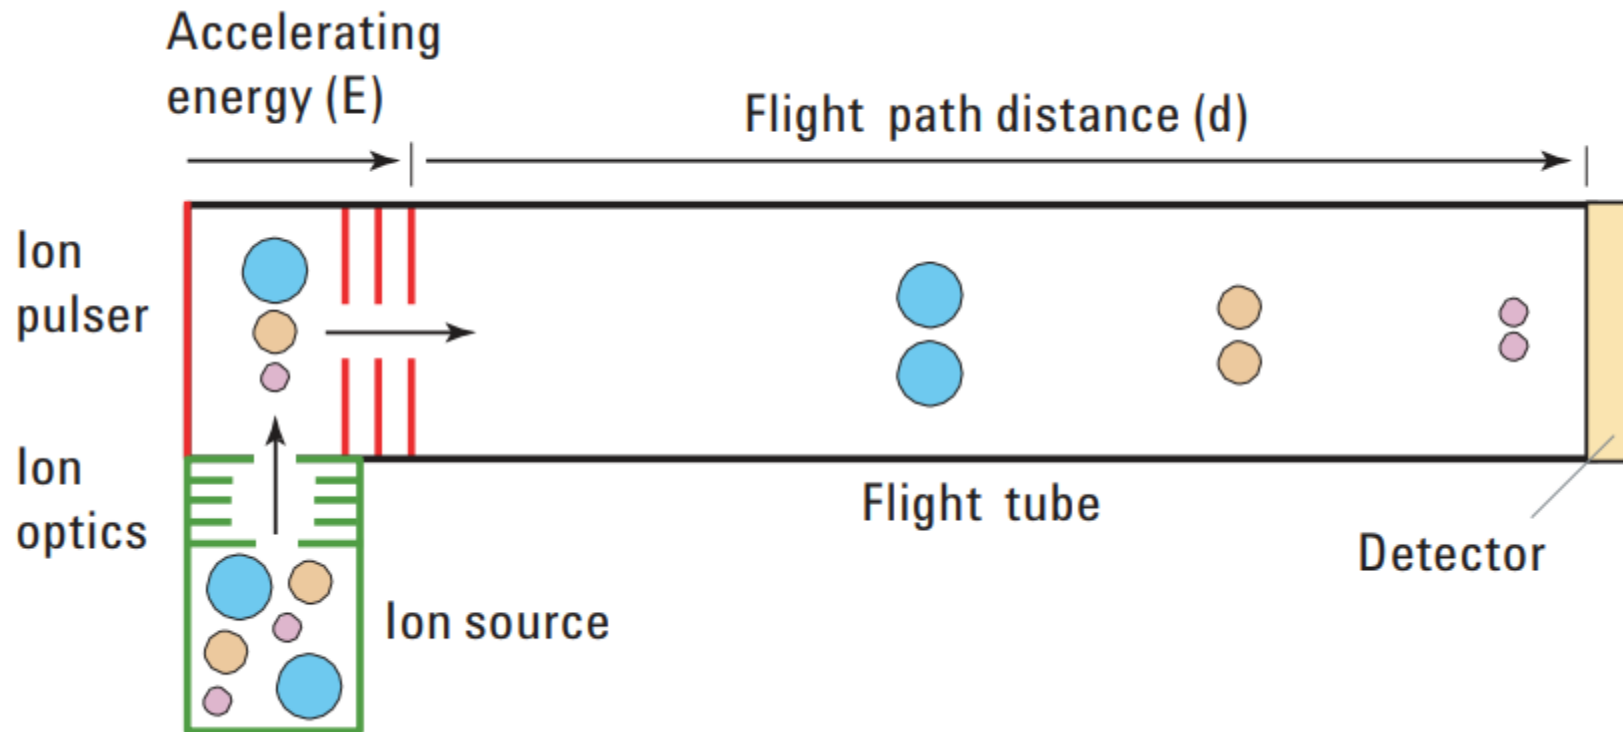 Accelerating
energy (E)
Flight path distance (d)
Ion
pulser
Ion
optics
Flight tube
Detector
Ion source